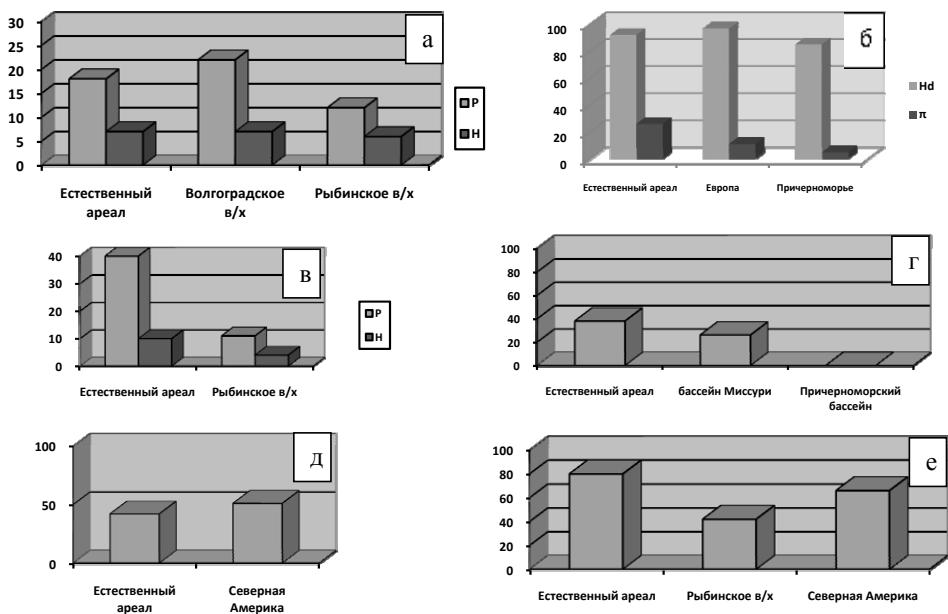 а
30
25
20
15
10
5
0
Естественный ареал
Волгоградское в/х
Рыбинское в/х
P
H
б
100
80
60
40
20
0
Естественный ареал
Европа
Причерноморье
Hd
π
в
40
30
20
10
0
Естественный ареал
Рыбинское в/х
P
H
г
100
80
60
40
20
0
Естественный ареал
бассейн Миссури
Причерноморский бассейн
д
100
50
0
Естественный ареал
Северная Америка
е
100
80
60
40
20
0
Естественный ареал
Рыбинское в/х
Северная Америка